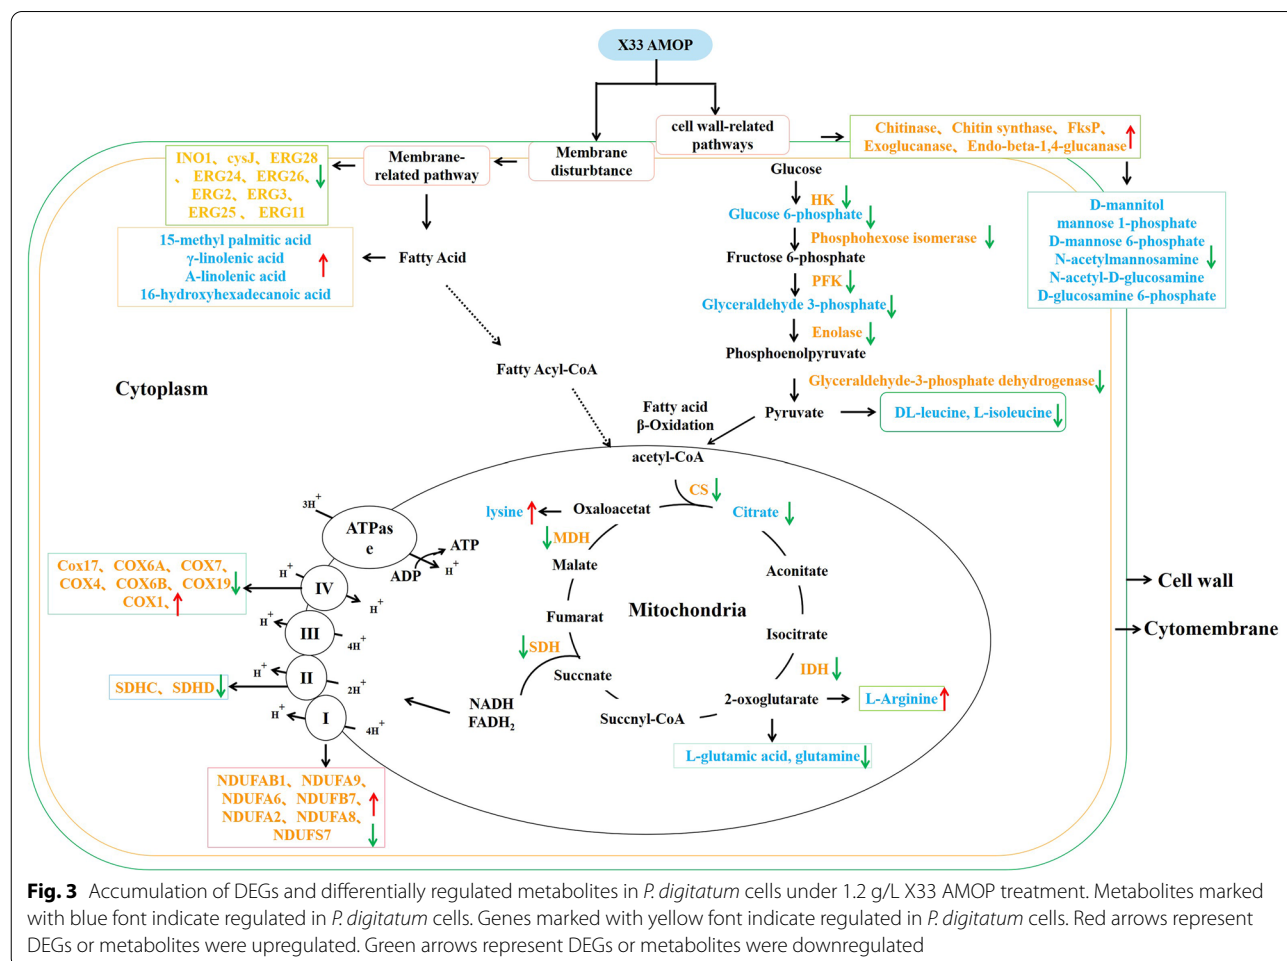 X33 AMOP
cell wall-related
pathways
Chitinase、Chitin synthase、FksP、
Exoglucanase、Endo-beta-1,4-glucanase
INO1、cysJ、ERG28
、ERG24、ERG26、
ERG2、ERG3、
ERG25、ERG11
Membrane-
related pathway
Membrane
disturbtance
Glucose
HK
Glucose 6-phosphate
Phosphohexose isomerase
Fructose 6-phosphate
PFK
Glyceraldehyde 3-phosphate
Enolase
Phosphoenolpyruvate
Glyceraldehyde-3-phosphate dehydrogenase
Pyruvate
DL-leucine, L-isoleucine
D-mannitol
mannose 1-phosphate
D-mannose 6-phosphate
N-acetylmannosamine
N-acetyl-D-glucosamine
D-glucosamine 6-phosphate
15-methyl palmitic acid
γ-linolenic acid
A-linolenic acid
16-hydroxyhexadecanoic acid
Fatty Acid
Fatty Acyl-CoA
Cytoplasm
Fatty acid
β-Oxidation
acetyl-CoA
CS
lysine
Oxaloacetat
Citrate
MDH
Malate
Aconitate
Fumarat
Mitochondria
Isocitrate
SDH
IDH
Succnate
2-oxoglutarate
L-Arginine
Succnyl-CoA
L-glutamic acid, glutamine
NADH
FADH2
3H+
ATPas
e
ATP
ADP
H+
Cox17、COX6A、COX7、
COX4、COX6B、COX19
COX1、
H+
IV
H+
H+
III
4H+
SDHC、SDHD
H+
II
2H+
H+
I
4H+
NDUFAB1、NDUFA9、
NDUFA6、NDUFB7、
NDUFA2、NDUFA8、
NDUFS7
Cell wall
Cytomembrane
Fig. 3 Accumulation of DEGs and differentially regulated metabolites in P. digitatum cells under 1.2 g/L X33 AMOP treatment. Metabolites marked
with blue font indicate regulated in P. digitatum cells. Genes marked with yellow font indicate regulated in P. digitatum cells. Red arrows represent
DEGs or metabolites were upregulated. Green arrows represent DEGs or metabolites were downregulated